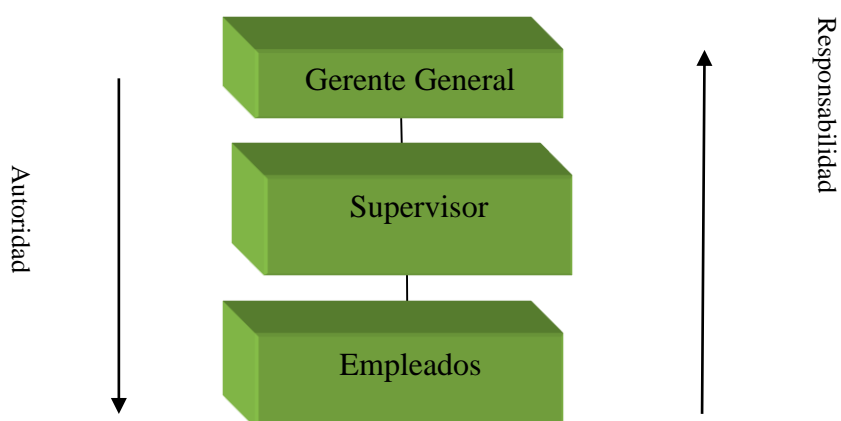 Gerente General
Supervisor
Empleados
Autoridad
Responsabilidad